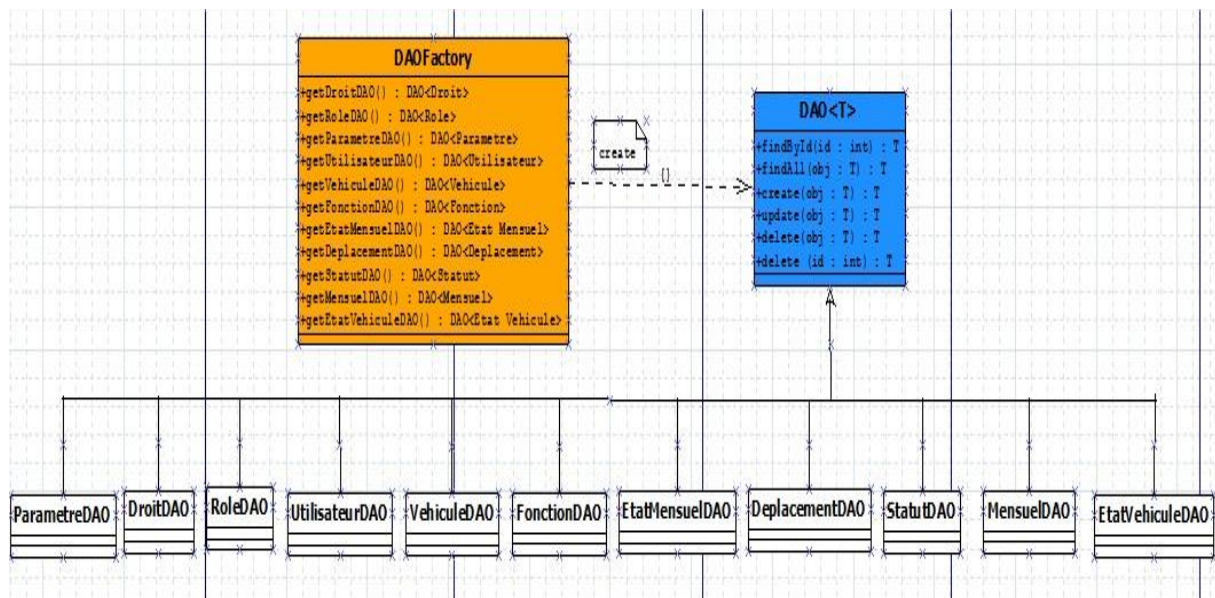 DAOFactory
+getDroitDAO() : DAO<Droit>
+getRoleDAO() : DAO<Role>
+getParametreDAO() : DAO<Parametre>
+getUtilisateurDAO() : DAO<Utilisateur>
+getVehiculeDAO() : DAO<Vehicule>
+getFonctionDAO() : DAO<Fonction>
+getEtatMensuelDAO() : DAO<Etat Mensuel>
+getDeplacementDAO() : DAO<Deplacement>
+getStatutDAO() : DAO<Statut>
+getMensuelDAO() : DAO<Mensuel>
+getEtatVehiculeDAO() : DAO<Etat Vehicule>
create
{}
DAO<T>
+findById(id : int) : T
+findAll(obj : T) : T
+create(obj : T) : T
+update(obj : T) : T
+delete(obj : T) : T
+delete (id : int) : T
ParametreDAO
DroitDAO
RoleDAO
UtilisateurDAO
VehiculeDAO
FonctionDAO
EtatMensuelDAO
DeplacementDAO
StatutDAO
MensuelDAO
EtatVehiculeDAO